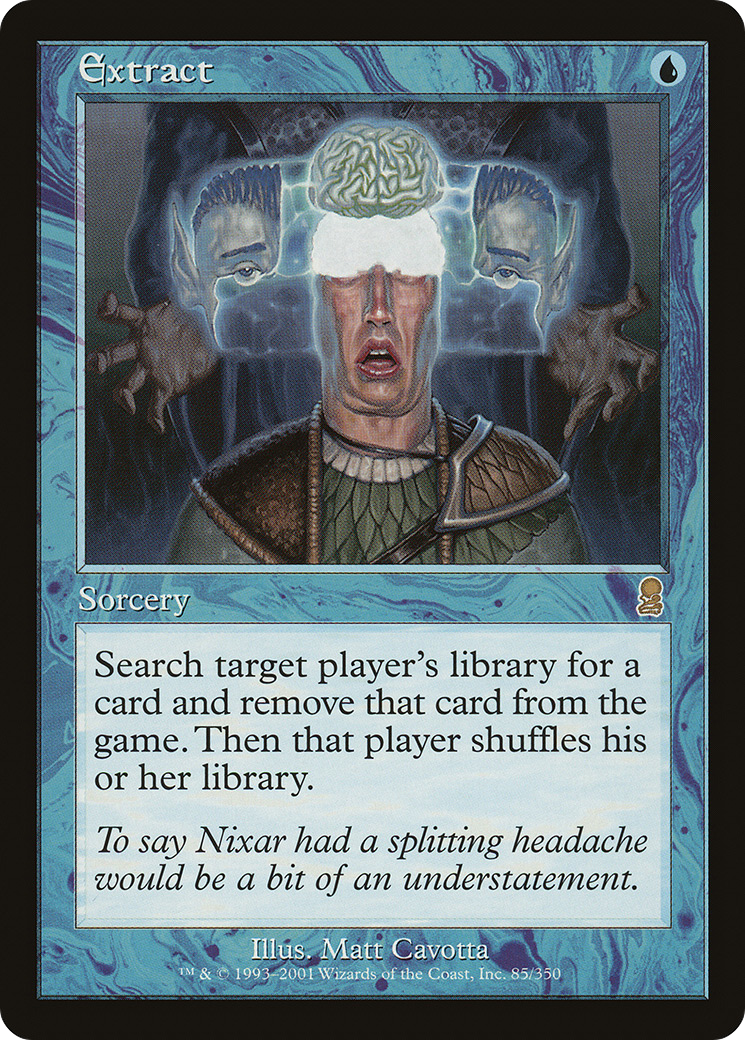 Extract
Sorcery
Search target player's library for a
card and remove that card from the
game. Then that player shuffles his
or her library.
To say Nixar had a splitting headache
would be a bit of an understatement.
Illus. Matt Cavotta
™ & © 1993–2001 Wizards of the Coast, Inc. 85/350